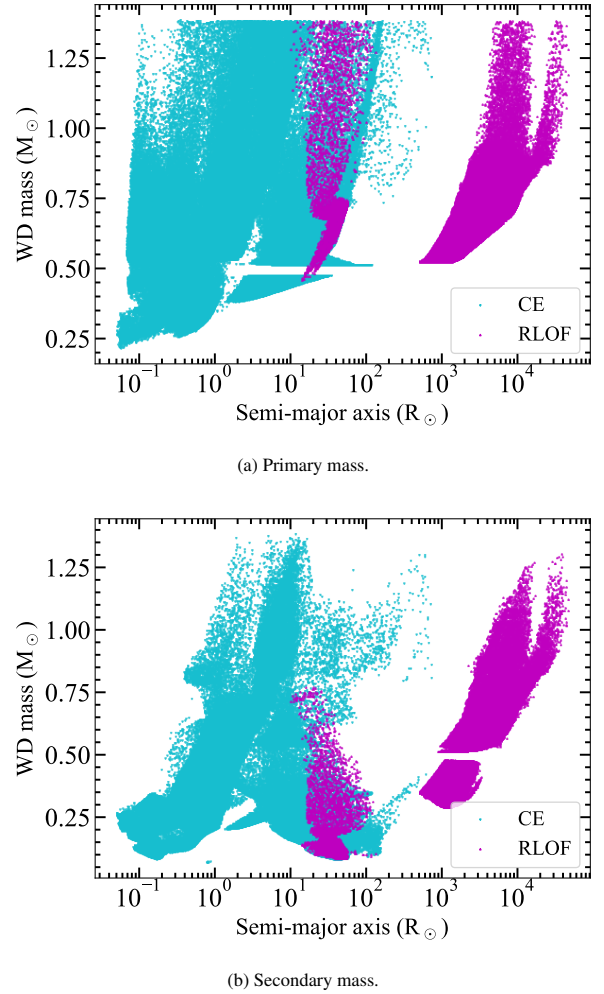 1.25
1.00
0.75
0.50
0.25
WD mass (M☉)
CE
RLOF
10⁻¹ 10⁰ 10¹ 10² 10³ 10⁴
Semi-major axis (R☉)
(a) Primary mass.
1.25
1.00
0.75
0.50
0.25
WD mass (M☉)
CE
RLOF
10⁻¹ 10⁰ 10¹ 10² 10³ 10⁴
Semi-major axis (R☉)
(b) Secondary mass.